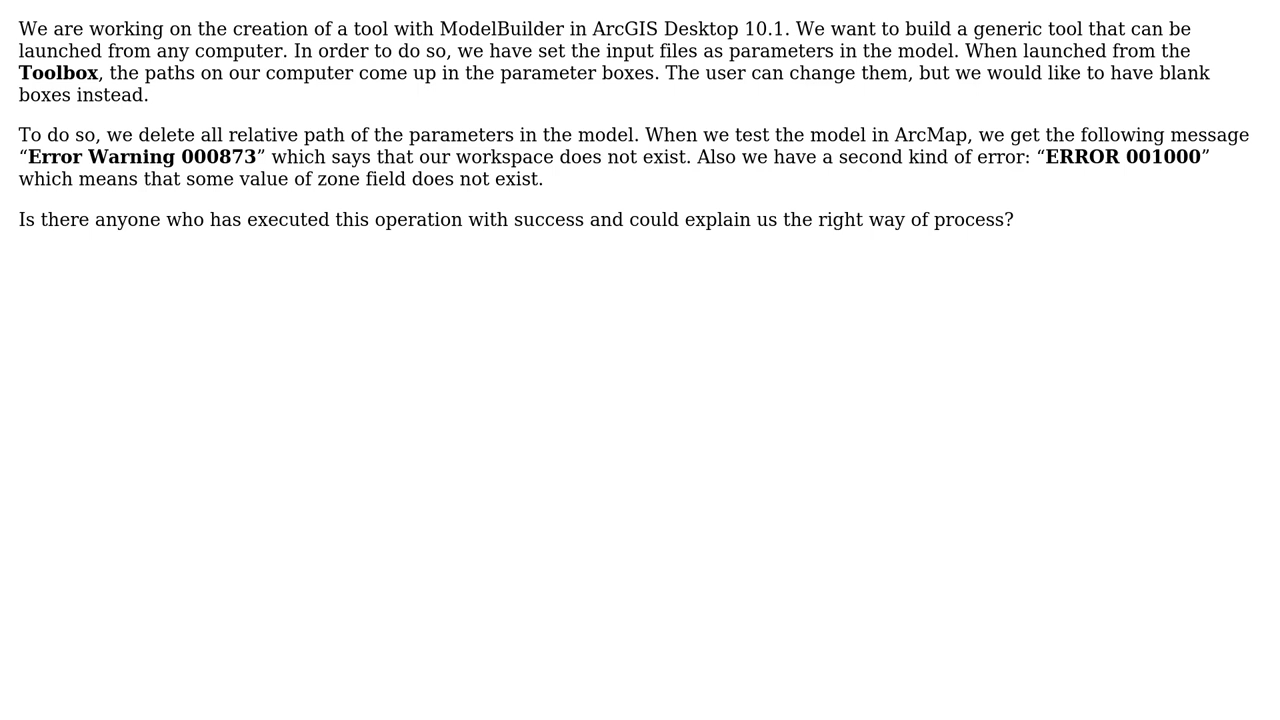 We are working on the creation of a tool with ModelBuilder in ArcGIS Desktop 10.1. We want to build a generic tool that can be
launched from any computer. In order to do so, we have set the input files as parameters in the model. When launched from the
Toolbox, the paths on our computer come up in the parameter boxes. The user can change them, but we would like to have blank
boxes instead.
To do so, we delete all relative path of the parameters in the model. When we test the model in ArcMap, we get the following message
“Error Warning 000873” which says that our workspace does not exist. Also we have a second kind of error: “ERROR 001000”
which means that some value of zone field does not exist.
Is there anyone who has executed this operation with success and could explain us the right way of process?